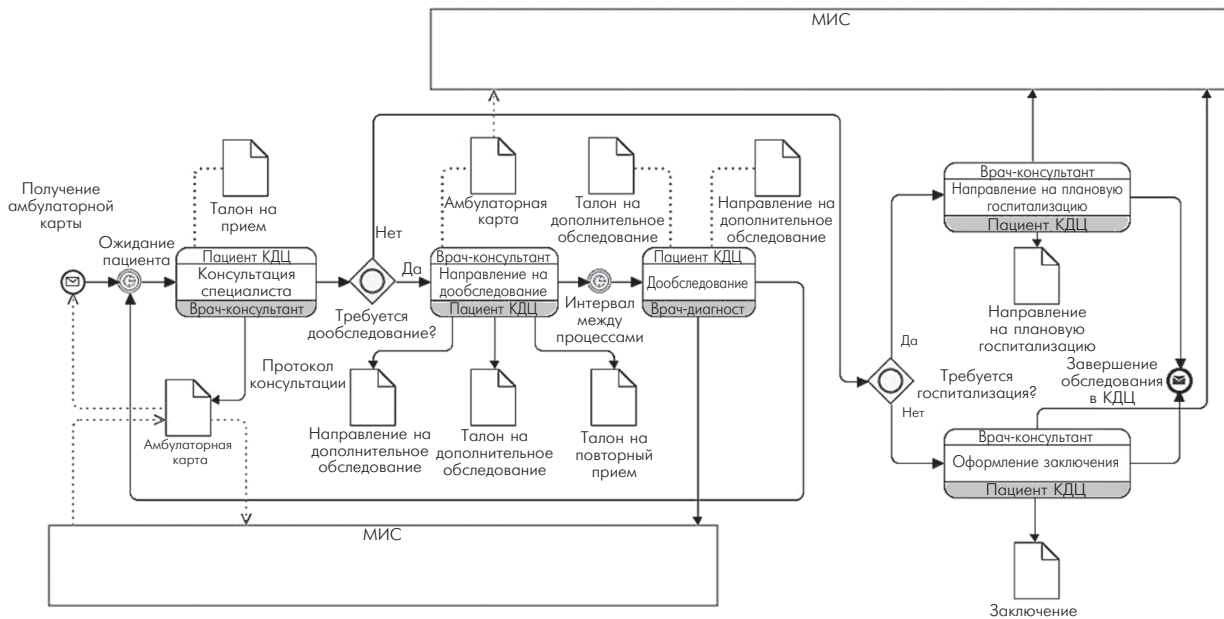 МИС
Получение
амбулаторной
карты
Ожидание
пациента
Талон на
прием
Пациент КДЦ
Консультация
специалиста
Врач-консультант
Нет
Да
Требуется
дообследование?
Амбулаторная
карта
Врач-консультант
Направление на
дообследование
Пациент КДЦ
Талон на
дополнительное
обследование
Интервал
между
процессами
Направление на
дополнительное
обследование
Пациент КДЦ
Дообследование
Врач-диагност
Протокол
консультации
Амбулаторная
карта
Направление на
дополнительное
обследование
Талон на
дополнительное
обследование
Талон на
повторный
прием
МИС
Врач-консультант
Направление на плановую
госпитализацию
Пациент КДЦ
Направление
на плановую
госпитализацию
Да
Требуется
госпитализация?
Нет
Завершение
обследования
в КДЦ
Врач-консультант
Оформление заключения
Пациент КДЦ
Заключение